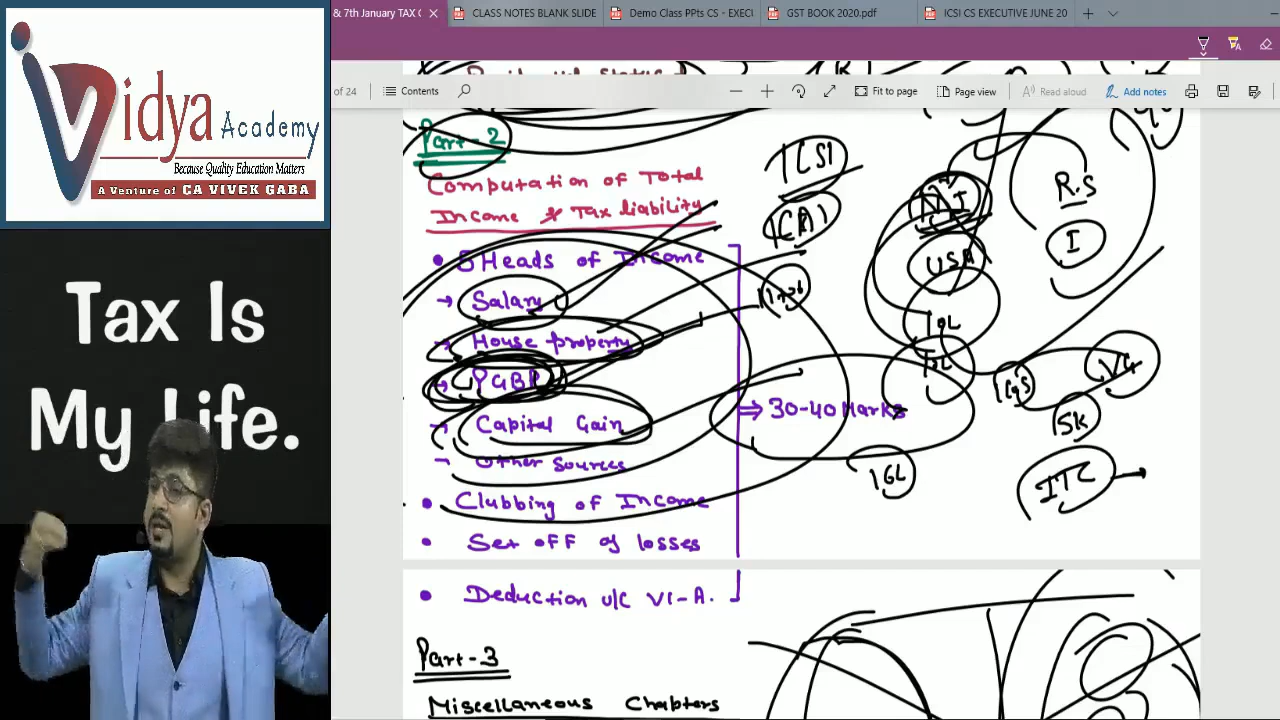 & 7th January TAX C
CLASS NOTES BLANK SLIDE
Demo Class PPts CS - EXECU
GST BOOK 2020.pdf
ICSI CS EXECUTIVE JUNE 20
of 24
Contents
Fit to page
Page view
Read aloud
Add notes
Vidya Academy
Because Quality Education Matters
A Venture of CA VIVEK GABA
Tax Is
My Life.
Part-2
Computation of Total
Income & Tax liability
5 Heads of Income
→ Salary
→ House property
→ PGBP
→ Capital Gain
Other Sources
Clubbing of Income
Set off of losses
Deduction u/c VI-A.
⇒ 30-40 Marks
ICSI
ICAI
R.S
I
USA
IGL
VG
SK
ITC →
IGL
Part-3
Miscellaneous Chapters